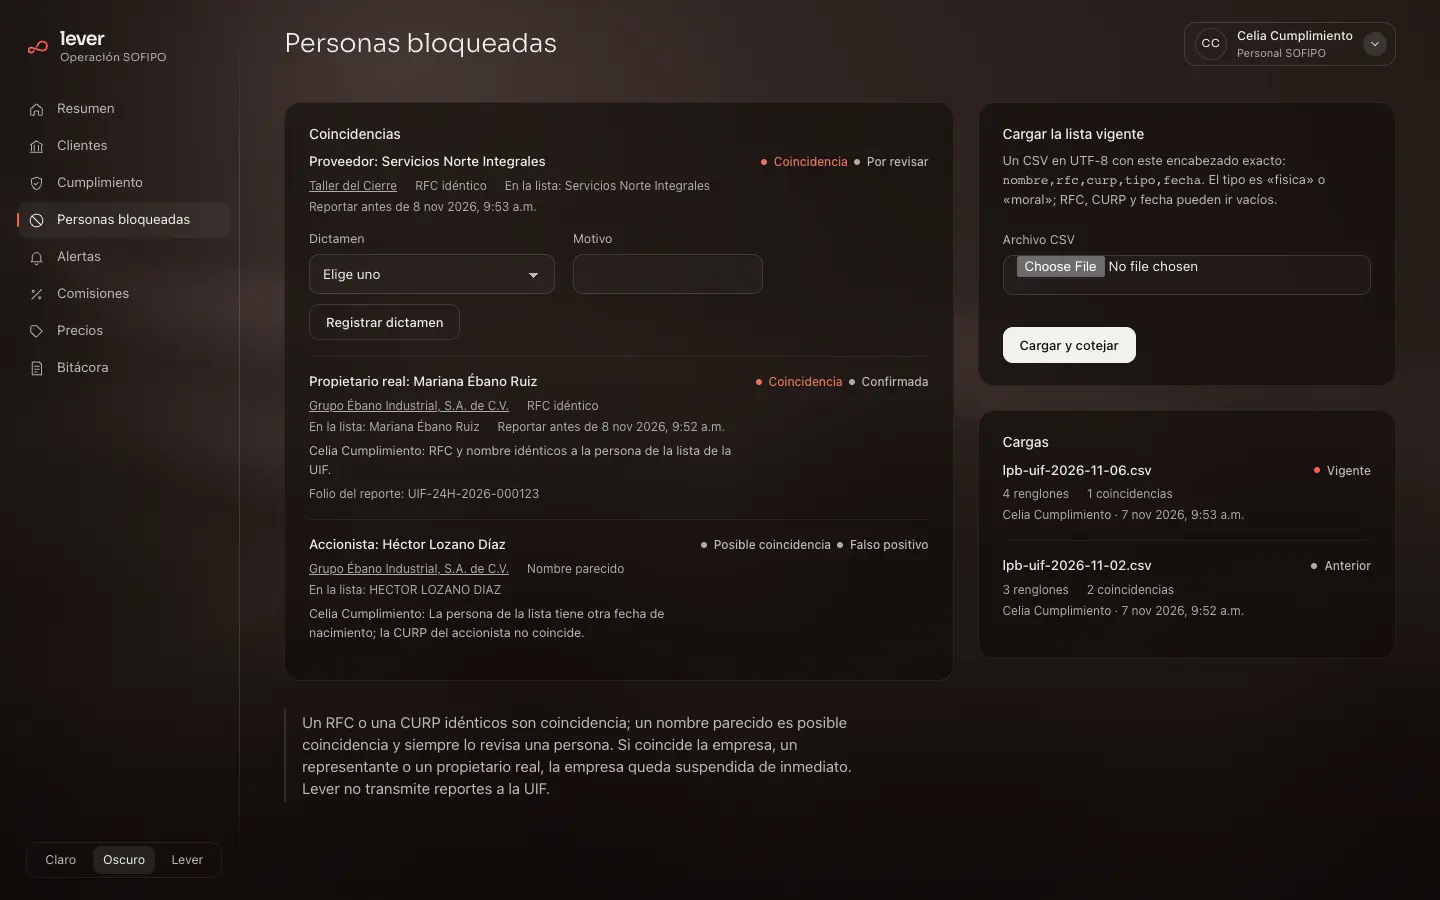 lever
Operación SOFIPO
Resumen
Clientes
Cumplimiento
Personas bloqueadas
Alertas
Comisiones
Precios
Bitácora
Claro
Oscuro
Lever
Personas bloqueadas
CC
Celia Cumplimiento
Personal SOFIPO
Coincidencias
Proveedor: Servicios Norte Integrales
Coincidencia
Por revisar
Taller del Cierre RFC idéntico En la lista: Servicios Norte Integrales
Reportar antes de 8 nov 2026, 9:53 a.m.
Dictamen
Motivo
Elige uno
Registrar dictamen
Propietario real: Mariana Ébano Ruiz
Coincidencia
Confirmada
Grupo Ébano Industrial, S.A. de C.V. RFC idéntico
En la lista: Mariana Ébano Ruiz Reportar antes de 8 nov 2026, 9:52 a.m.
Celia Cumplimiento: RFC y nombre idénticos a la persona de la lista de la
UIF.
Folio del reporte: UIF-24H-2026-000123
Accionista: Héctor Lozano Díaz
Posible coincidencia
Falso positivo
Grupo Ébano Industrial, S.A. de C.V. Nombre parecido
En la lista: HECTOR LOZANO DIAZ
Celia Cumplimiento: La persona de la lista tiene otra fecha de
nacimiento; la CURP del accionista no coincide.
Cargar la lista vigente
Un CSV en UTF-8 con este encabezado exacto:
nombre,rfc,curp,tipo,fecha. El tipo es «fisica» o
«moral»; RFC, CURP y fecha pueden ir vacíos.
Archivo CSV
Choose File No file chosen
Cargar y cotejar
Cargas
lpb-uif-2026-11-06.csv
Vigente
4 renglones 1 coincidencias
Celia Cumplimiento · 7 nov 2026, 9:53 a.m.
lpb-uif-2026-11-02.csv
Anterior
3 renglones 2 coincidencias
Celia Cumplimiento · 7 nov 2026, 9:52 a.m.
Un RFC o una CURP idénticos son coincidencia; un nombre parecido es posible
coincidencia y siempre lo revisa una persona. Si coincide la empresa, un
representante o un propietario real, la empresa queda suspendida de inmediato.
Lever no transmite reportes a la UIF.